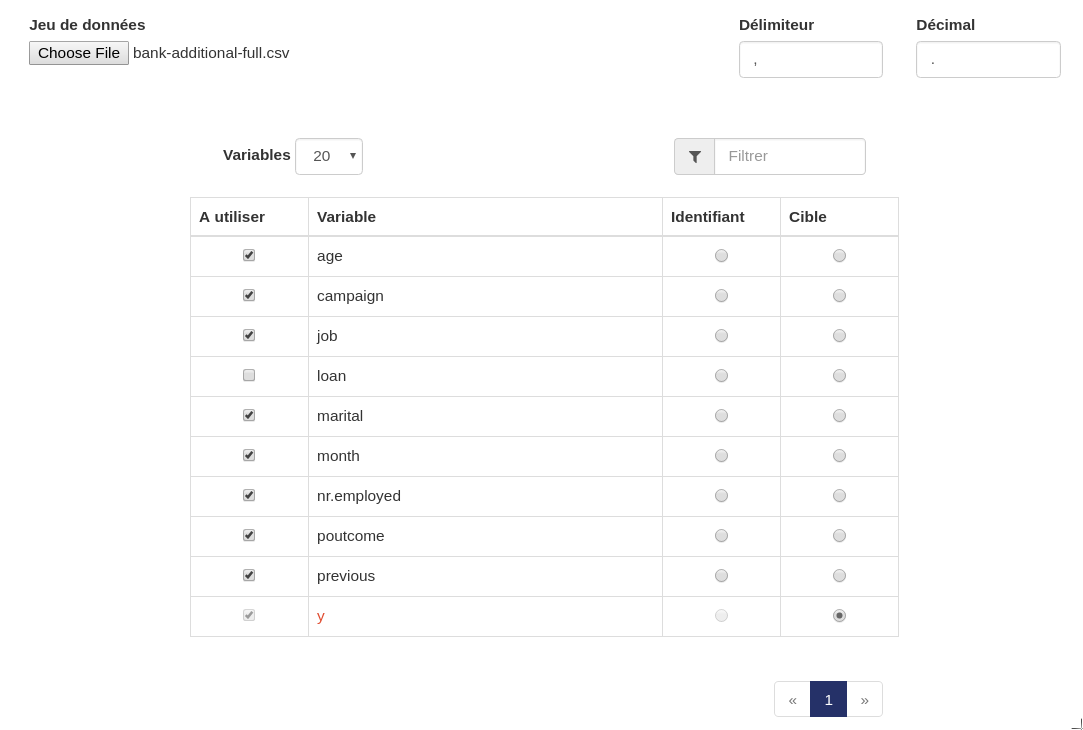 Jeu de données
Choose File bank-additional-full.csv
Délimiteur
,
Décimal
.
Variables 20
Filtrer
A utiliser Variable Identifiant Cible
age
campaign
job
loan
marital
month
nr.employed
poutcome
previous
y
« 1 »